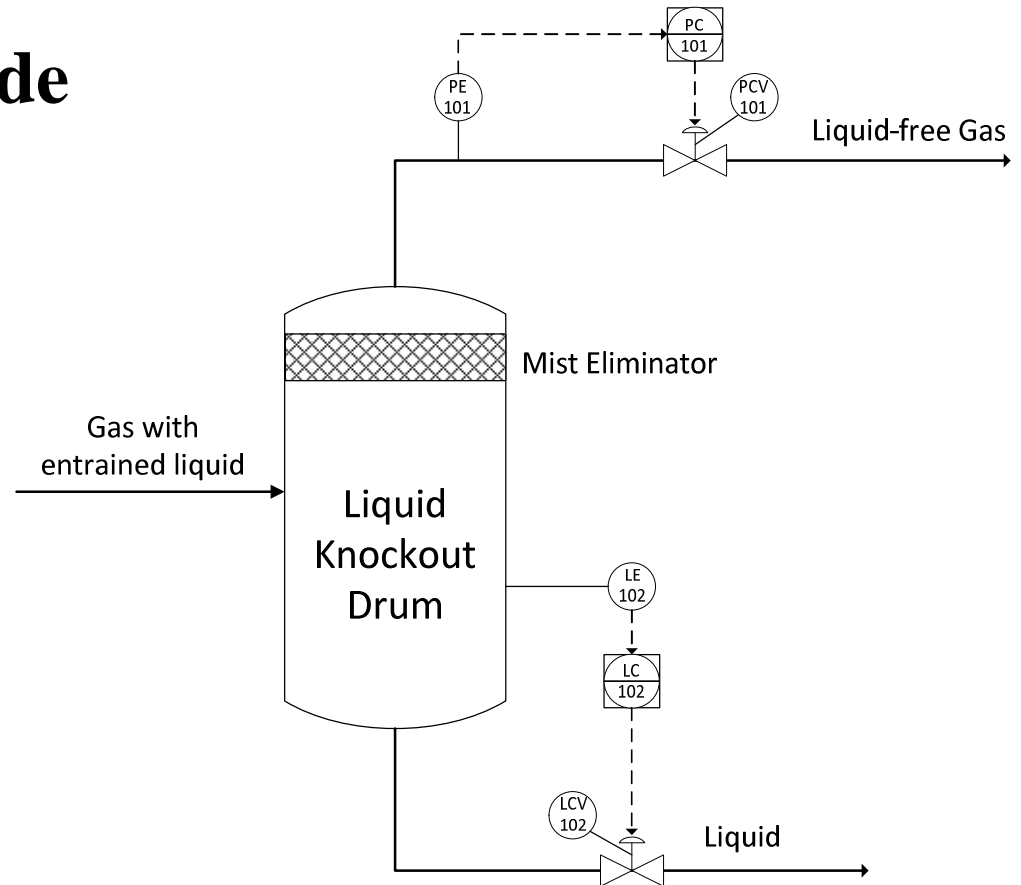 de
PC
101
PE
101
PCV
101
Liquid-free Gas
Mist Eliminator
Gas with
entrained liquid
Liquid
Knockout
Drum
LE
102
LC
102
LCV
102
Liquid